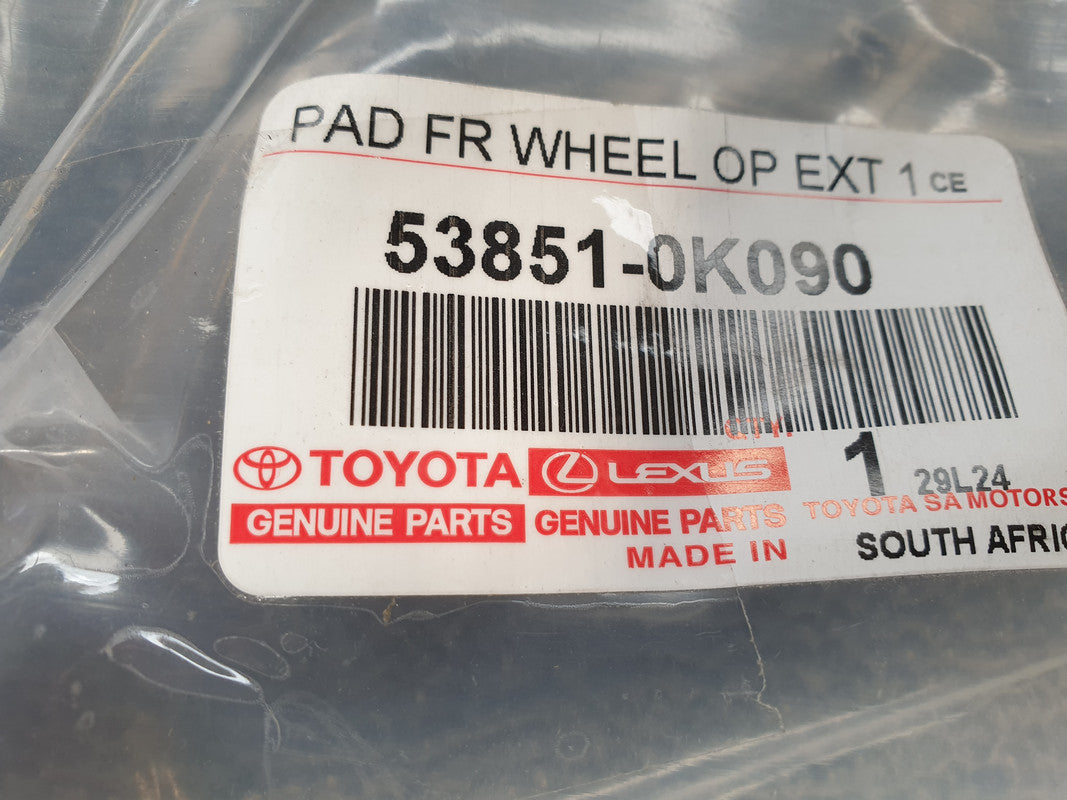 PAD FR WHEEL OP EXT 1 CE
53851-0K090
QTY.
TOYOTA LEXUS 1 29L24
GENUINE PARTS GENUINE PARTS TOYOTA SA MOTORS
MADE IN SOUTH AFRIC